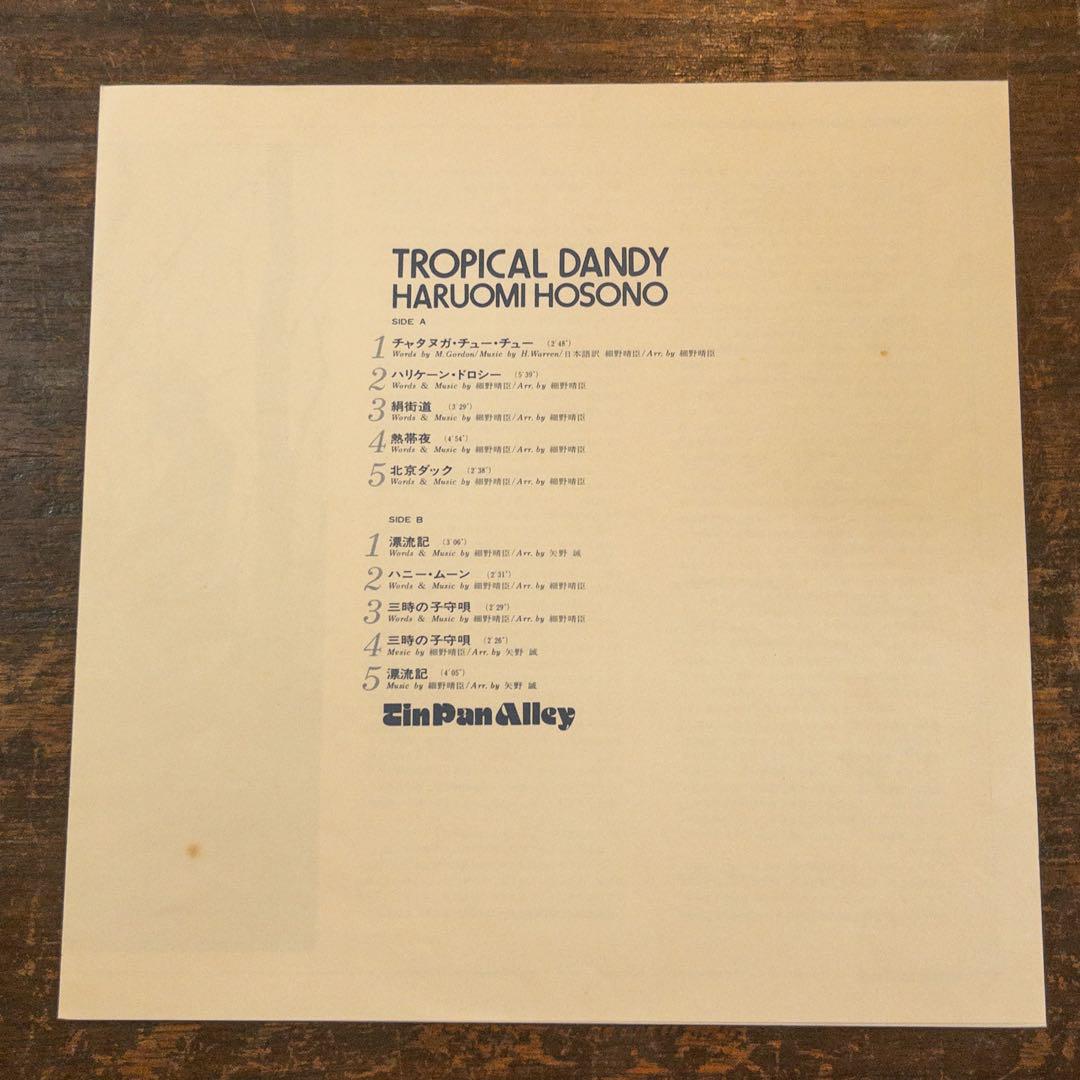 TROPICAL DANDY
HARUOMI HOSONO
SIDE A
1 チャタヌガ・チュー・チュー (2'48")
Words by M. Gordon/Music by H. Warren/日本語訳 細野晴臣/Arr. by 細野晴臣
2 ハリケーン・ドロシー (5'39")
Words & Music by 細野晴臣/Arr. by 細野晴臣
3 絹街道 (3'29")
Words & Music by 細野晴臣/Arr. by 細野晴臣
4 熱帯夜 (4'54")
Words & Music by 細野晴臣/Arr. by 細野晴臣
5 北京ダック (2'38")
Words & Music by 細野晴臣/Arr. by 細野晴臣
SIDE B
1 漂流記 (3'06")
Words & Music by 細野晴臣/Arr. by 矢野 誠
2 ハニー・ムーン (2'31")
Words & Music by 細野晴臣/Arr. by 細野晴臣
3 三時の子守唄 (2'29")
Words & Music by 細野晴臣/Arr. by 細野晴臣
4 三時の子守唄 (2'26")
Mesic by 細野晴臣/Arr. by 矢野 誠
5 漂流記 (4'05")
Music by 細野晴臣/Arr. by 矢野 誠
Tin Pan Alley